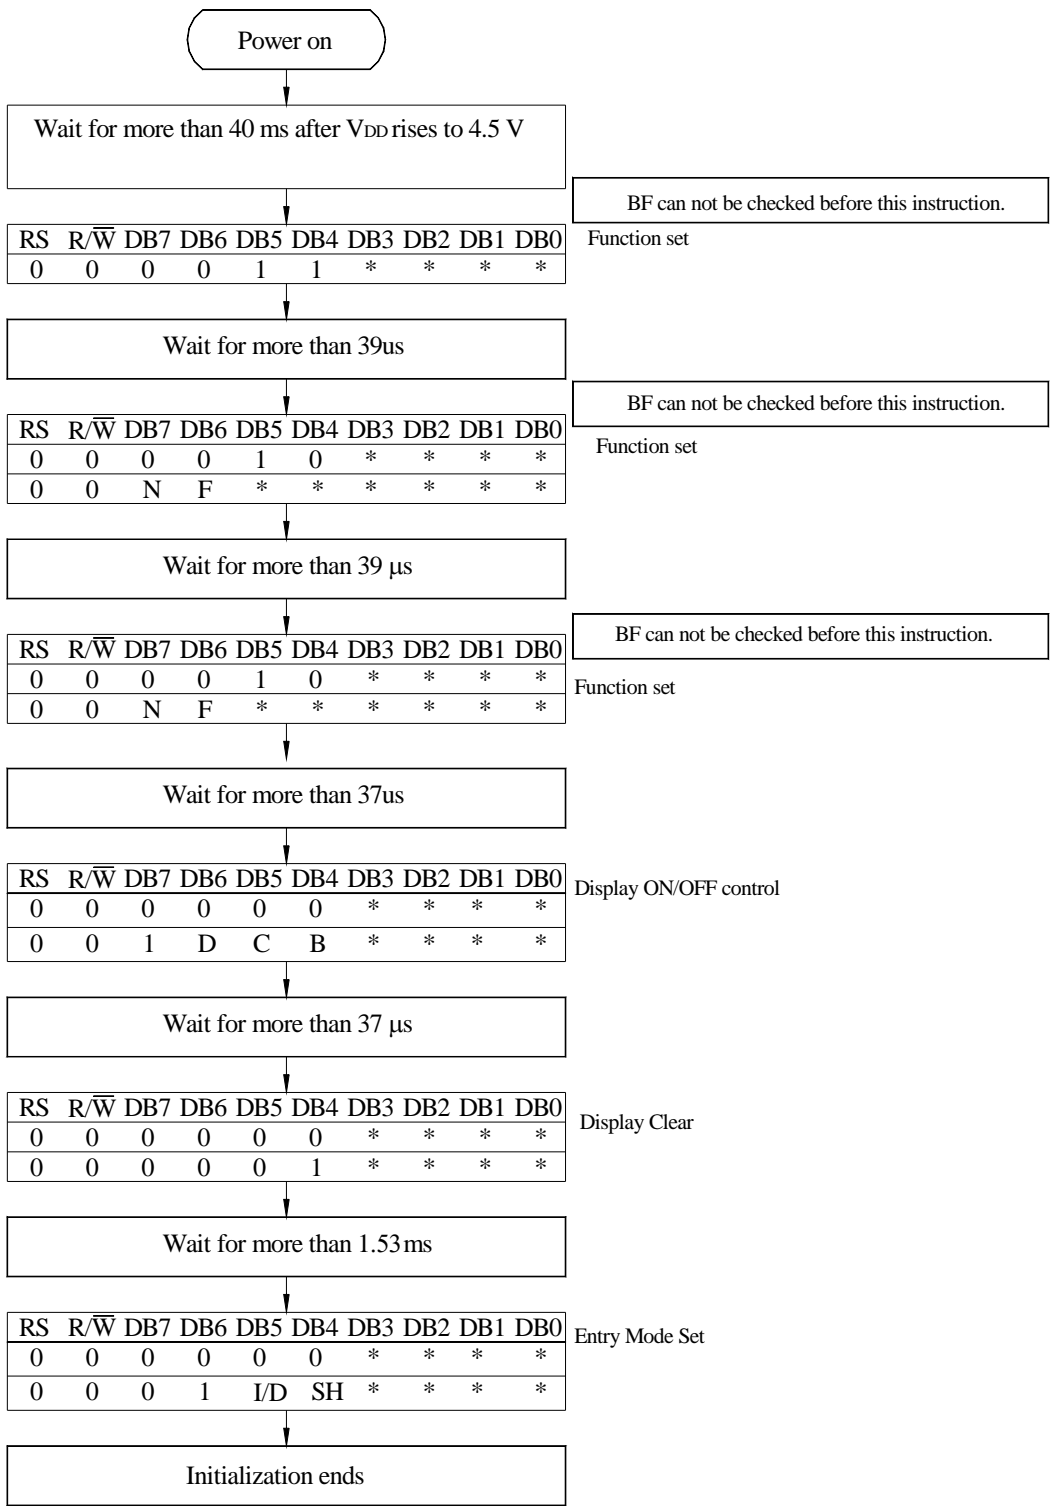 Power on
Wait for more than 40 ms after VDD rises to 4.5 V
BF can not be checked before this instruction.
RS R/W̅ DB7 DB6 DB5 DB4 DB3 DB2 DB1 DB0
Function set
0 0 0 0 1 1 * * * *
Wait for more than 39us
BF can not be checked before this instruction.
RS R/W̅ DB7 DB6 DB5 DB4 DB3 DB2 DB1 DB0
Function set
0 0 0 0 1 0 * * * *
0 0 N F * * * * * *
Wait for more than 39 μs
BF can not be checked before this instruction.
RS R/W̅ DB7 DB6 DB5 DB4 DB3 DB2 DB1 DB0
0 0 0 0 1 0 * * * *
Function set
0 0 N F * * * * * *
Wait for more than 37us
RS R/W̅ DB7 DB6 DB5 DB4 DB3 DB2 DB1 DB0
Display ON/OFF control
0 0 0 0 0 0 * * * *
0 0 1 D C B * * * *
Wait for more than 37 μs
RS R/W̅ DB7 DB6 DB5 DB4 DB3 DB2 DB1 DB0
Display Clear
0 0 0 0 0 0 * * * *
0 0 0 0 0 1 * * * *
Wait for more than 1.53ms
RS R/W̅ DB7 DB6 DB5 DB4 DB3 DB2 DB1 DB0
Entry Mode Set
0 0 0 0 0 0 * * * *
0 0 0 1 I/D SH * * * *
Initialization ends